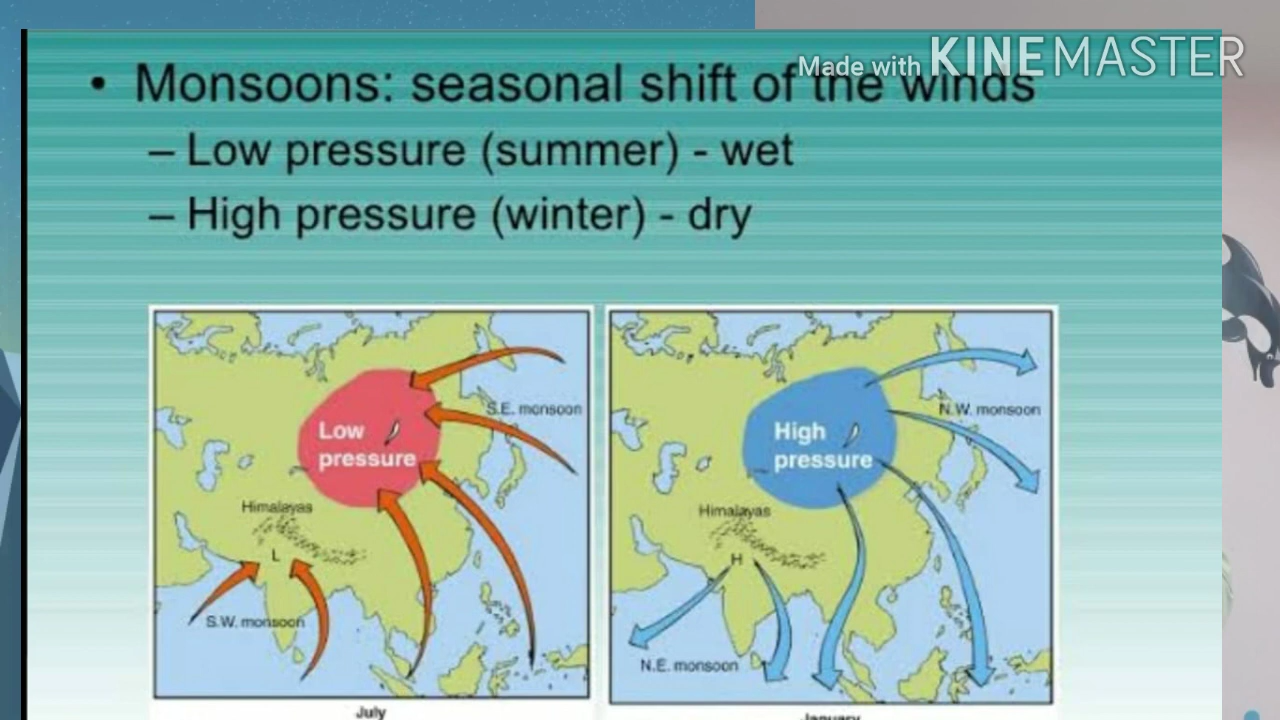 Made with KINEMASTER
• Monsoons: seasonal shift of the winds
– Low pressure (summer) - wet
– High pressure (winter) - dry
S.E. monsoon
Low
pressure
Himalayas
L
S.W. monsoon
July
N.W. monsoon
High
pressure
Himalayas
H
N.E. monsoon
January